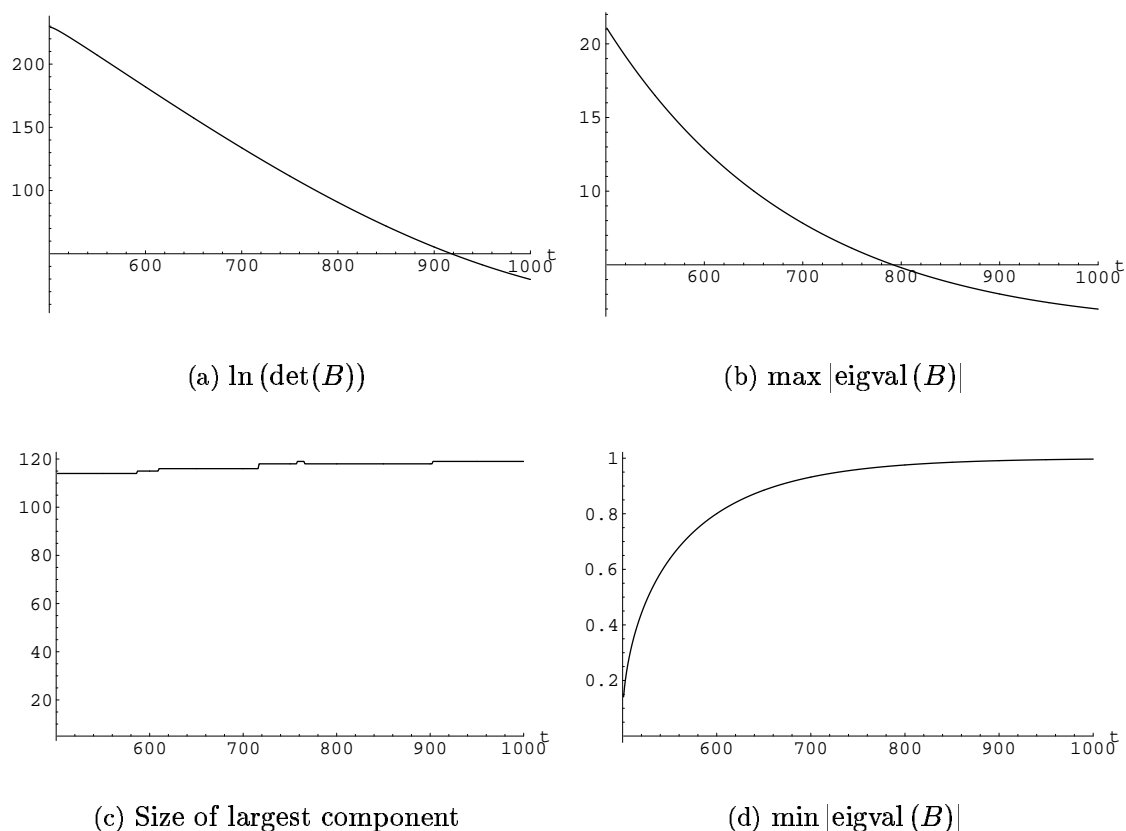 200
150
100
600 700 800 900 1000 t
(a) ln (det(B))
20
15
10
600 700 800 900 1000 t
(b) max |eigval (B)|
120
100
80
60
40
20
600 700 800 900 1000 t
(c) Size of largest component
1
0.8
0.6
0.4
0.2
600 700 800 900 1000 t
(d) min |eigval (B)|